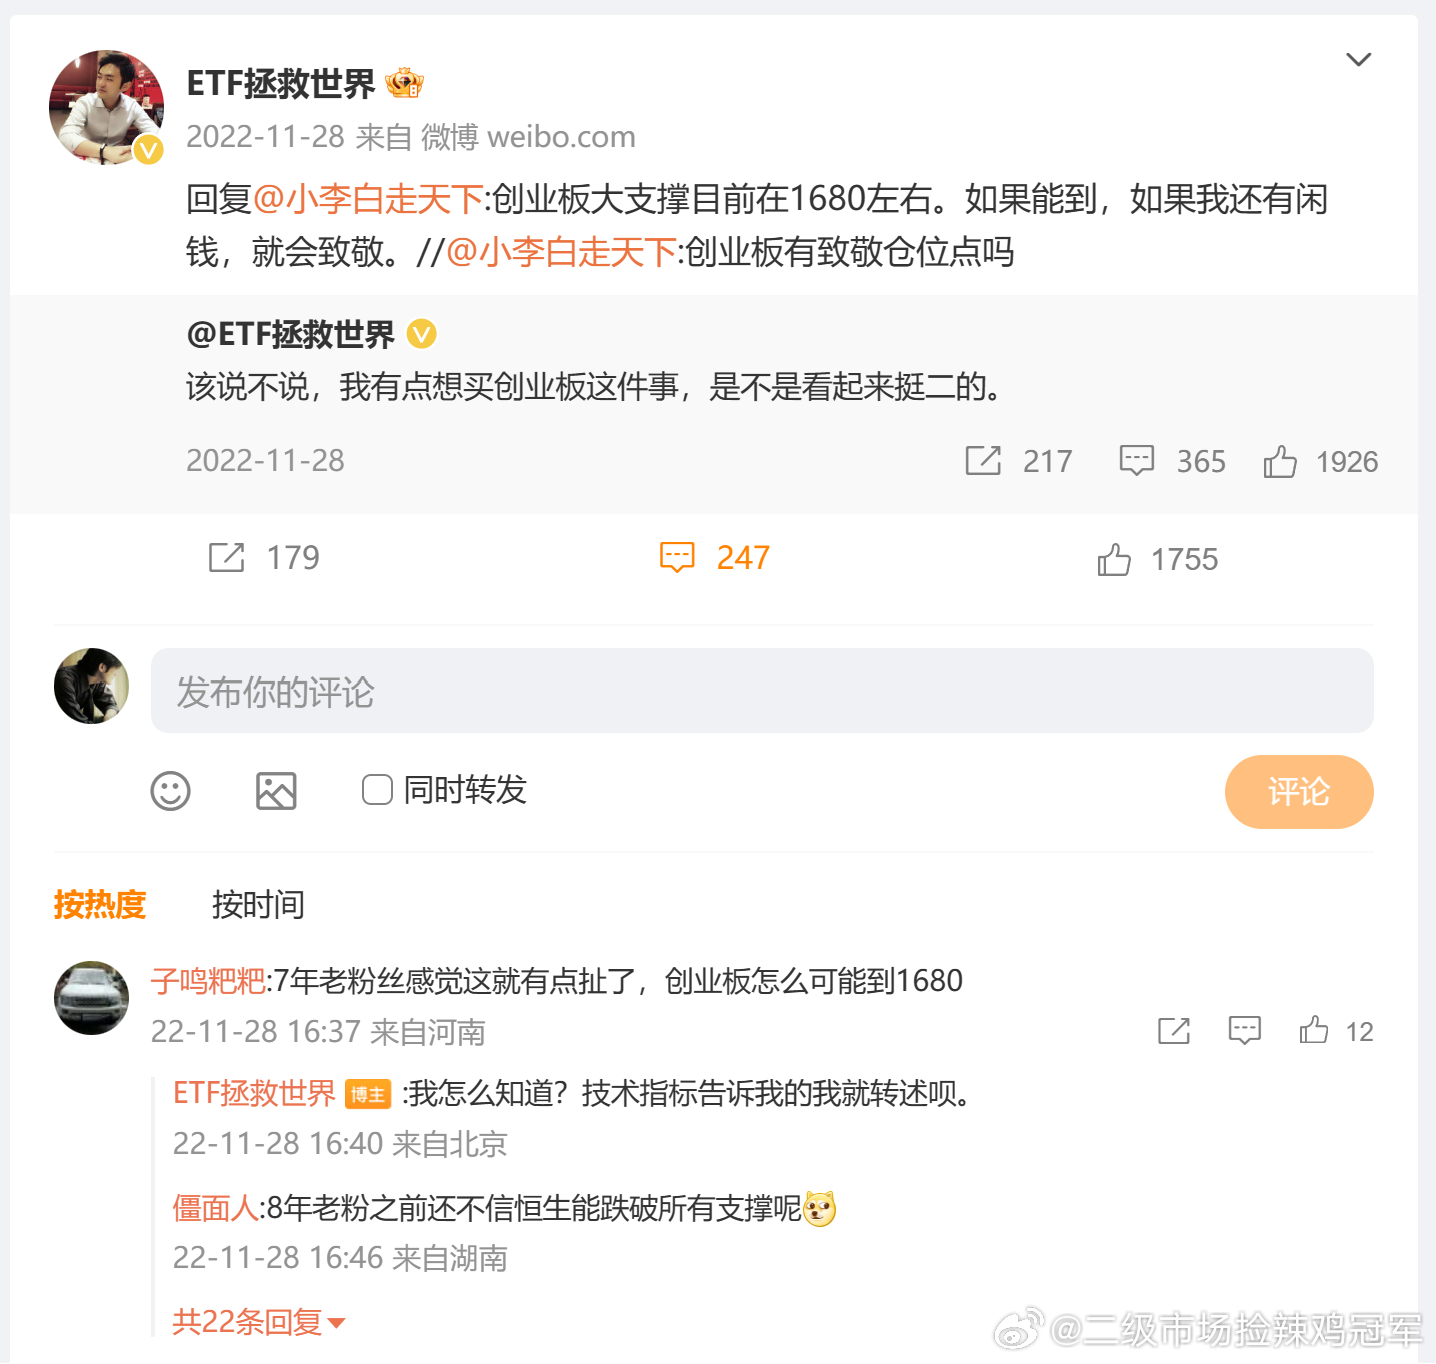 ETF拯救世界
2022-11-28 来自 微博 weibo.com
回复@小李白走天下:创业板大支撑目前在1680左右。如果能到，如果我还有闲
钱，就会致敬。//@小李白走天下:创业板有致敬仓位点吗
@ETF拯救世界
该说不说，我有点想买创业板这件事，是不是看起来挺二的。
2022-11-28 217 365 1926
179 247 1755
发布你的评论
同时转发 评论
按热度 按时间
子鸣粑粑:7年老粉丝感觉这就有点扯了，创业板怎么可能到1680
22-11-28 16:37 来自河南 12
ETF拯救世界 博主 :我怎么知道？技术指标告诉我的我就转述呗。
22-11-28 16:40 来自北京
僵面人:8年老粉之前还不信恒生能跌破所有支撑呢
22-11-28 16:46 来自湖南
共22条回复
@二级市场捡辣鸡冠军